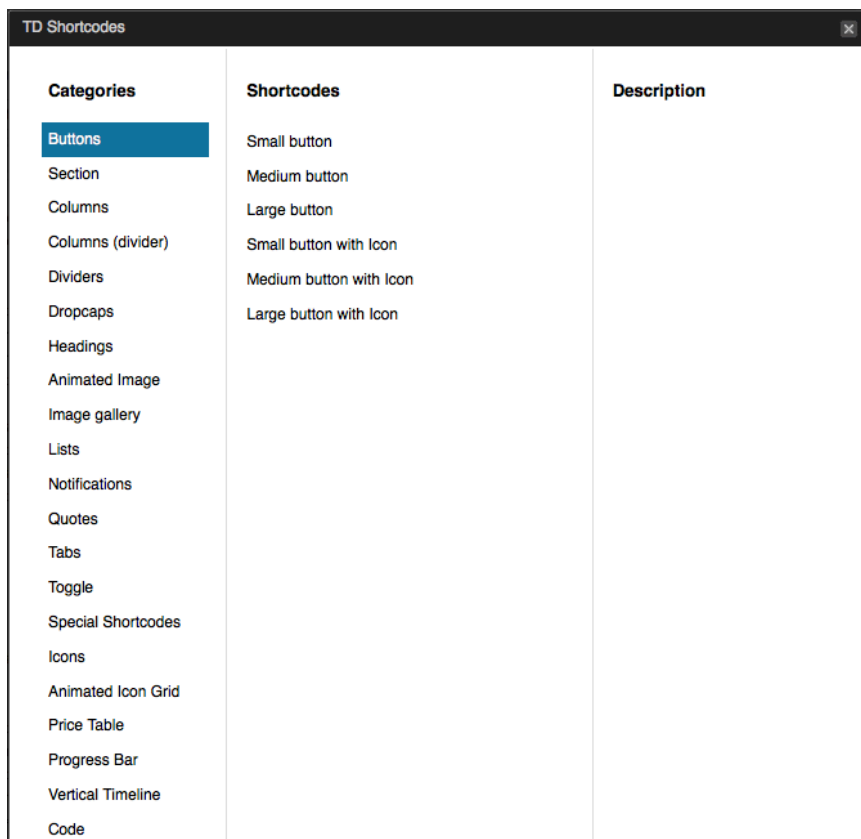 TD Shortcodes
Categories
Buttons
Section
Columns
Columns (divider)
Dividers
Dropcaps
Headings
Animated Image
Image gallery
Lists
Notifications
Quotes
Tabs
Toggle
Special Shortcodes
Icons
Animated Icon Grid
Price Table
Progress Bar
Vertical Timeline
Code
Shortcodes
Small button
Medium button
Large button
Small button with Icon
Medium button with Icon
Large button with Icon
Description